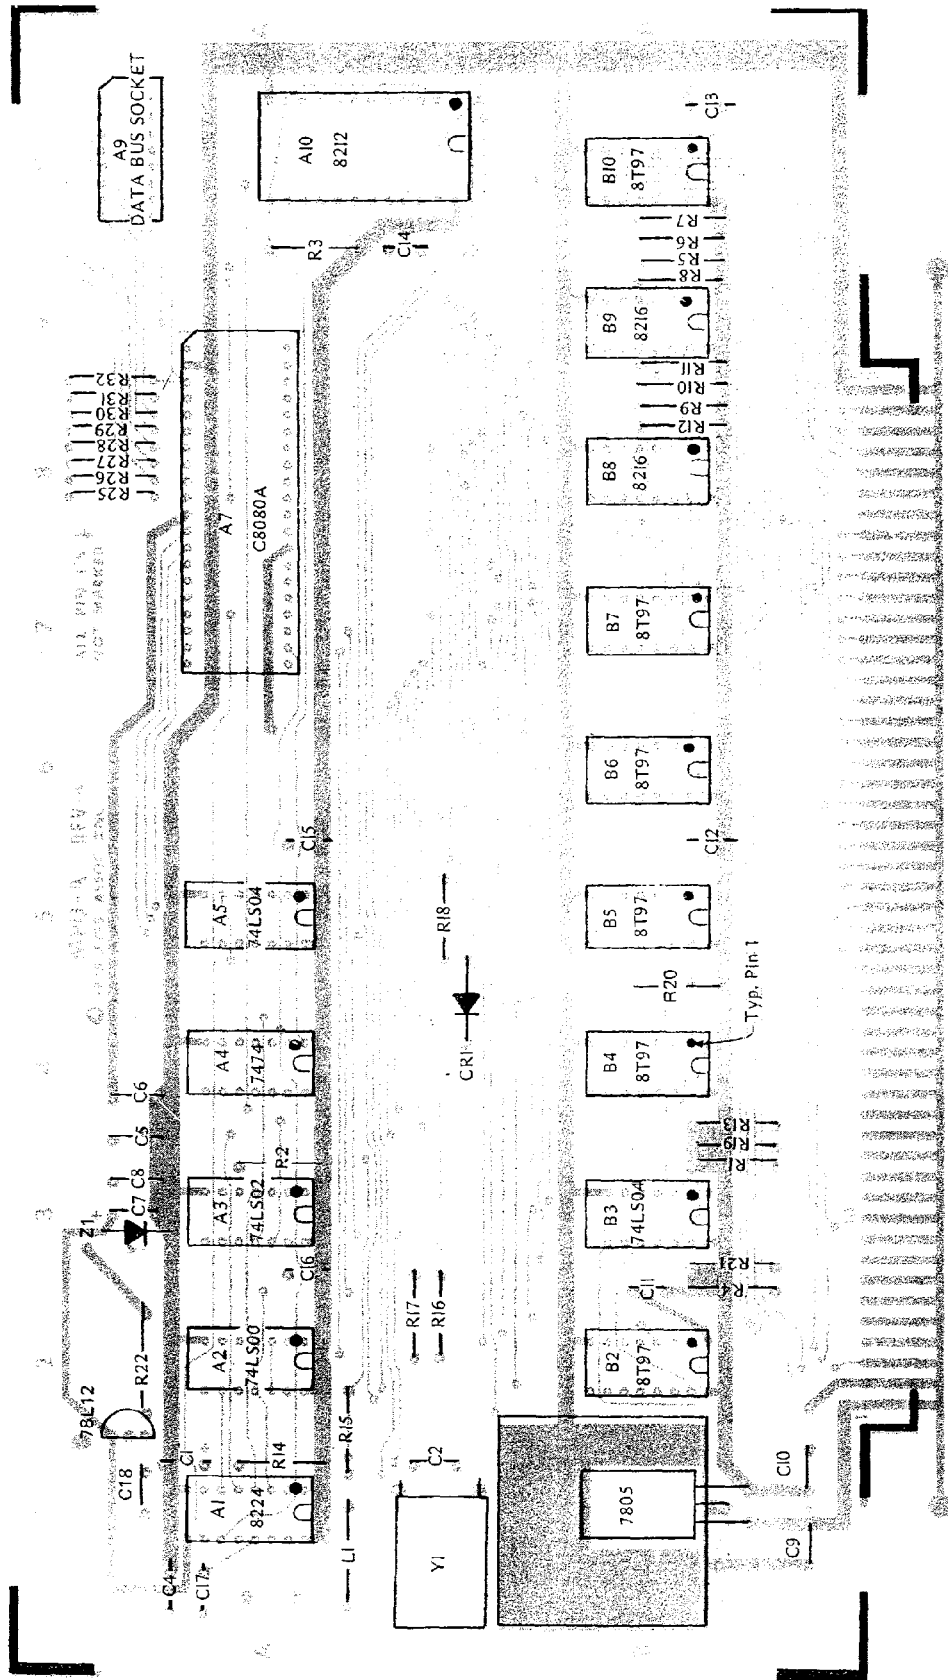 A9
DATA BUS SOCKET
A10
8212
C13
B10
8T97
R7
R6
R5
R8
R3
C14
B9
8216
R11
R10
R9
R12
R32
R31
R30
R29
R28
R27
R26
R25
A7
C8080A
B8
8216
B7
8T97
B6
8T97
C15
C12
A5
74LS04
R18
B5
8T97
R20
CR1
A4
7474
B4
8T97
Typ. Pin 1
C6
C5
C8
C7
Z1
R2
A3
74LS02
R13
R19
R1
B3
74LS04
C16
R17
R16
R21
R4
C11
A2
74LS00
B2
8T97
R22
78L12
R15
C18
C1
R14
C2
C10
A1
8224
7805
L1
Y1
C9
C4
C17